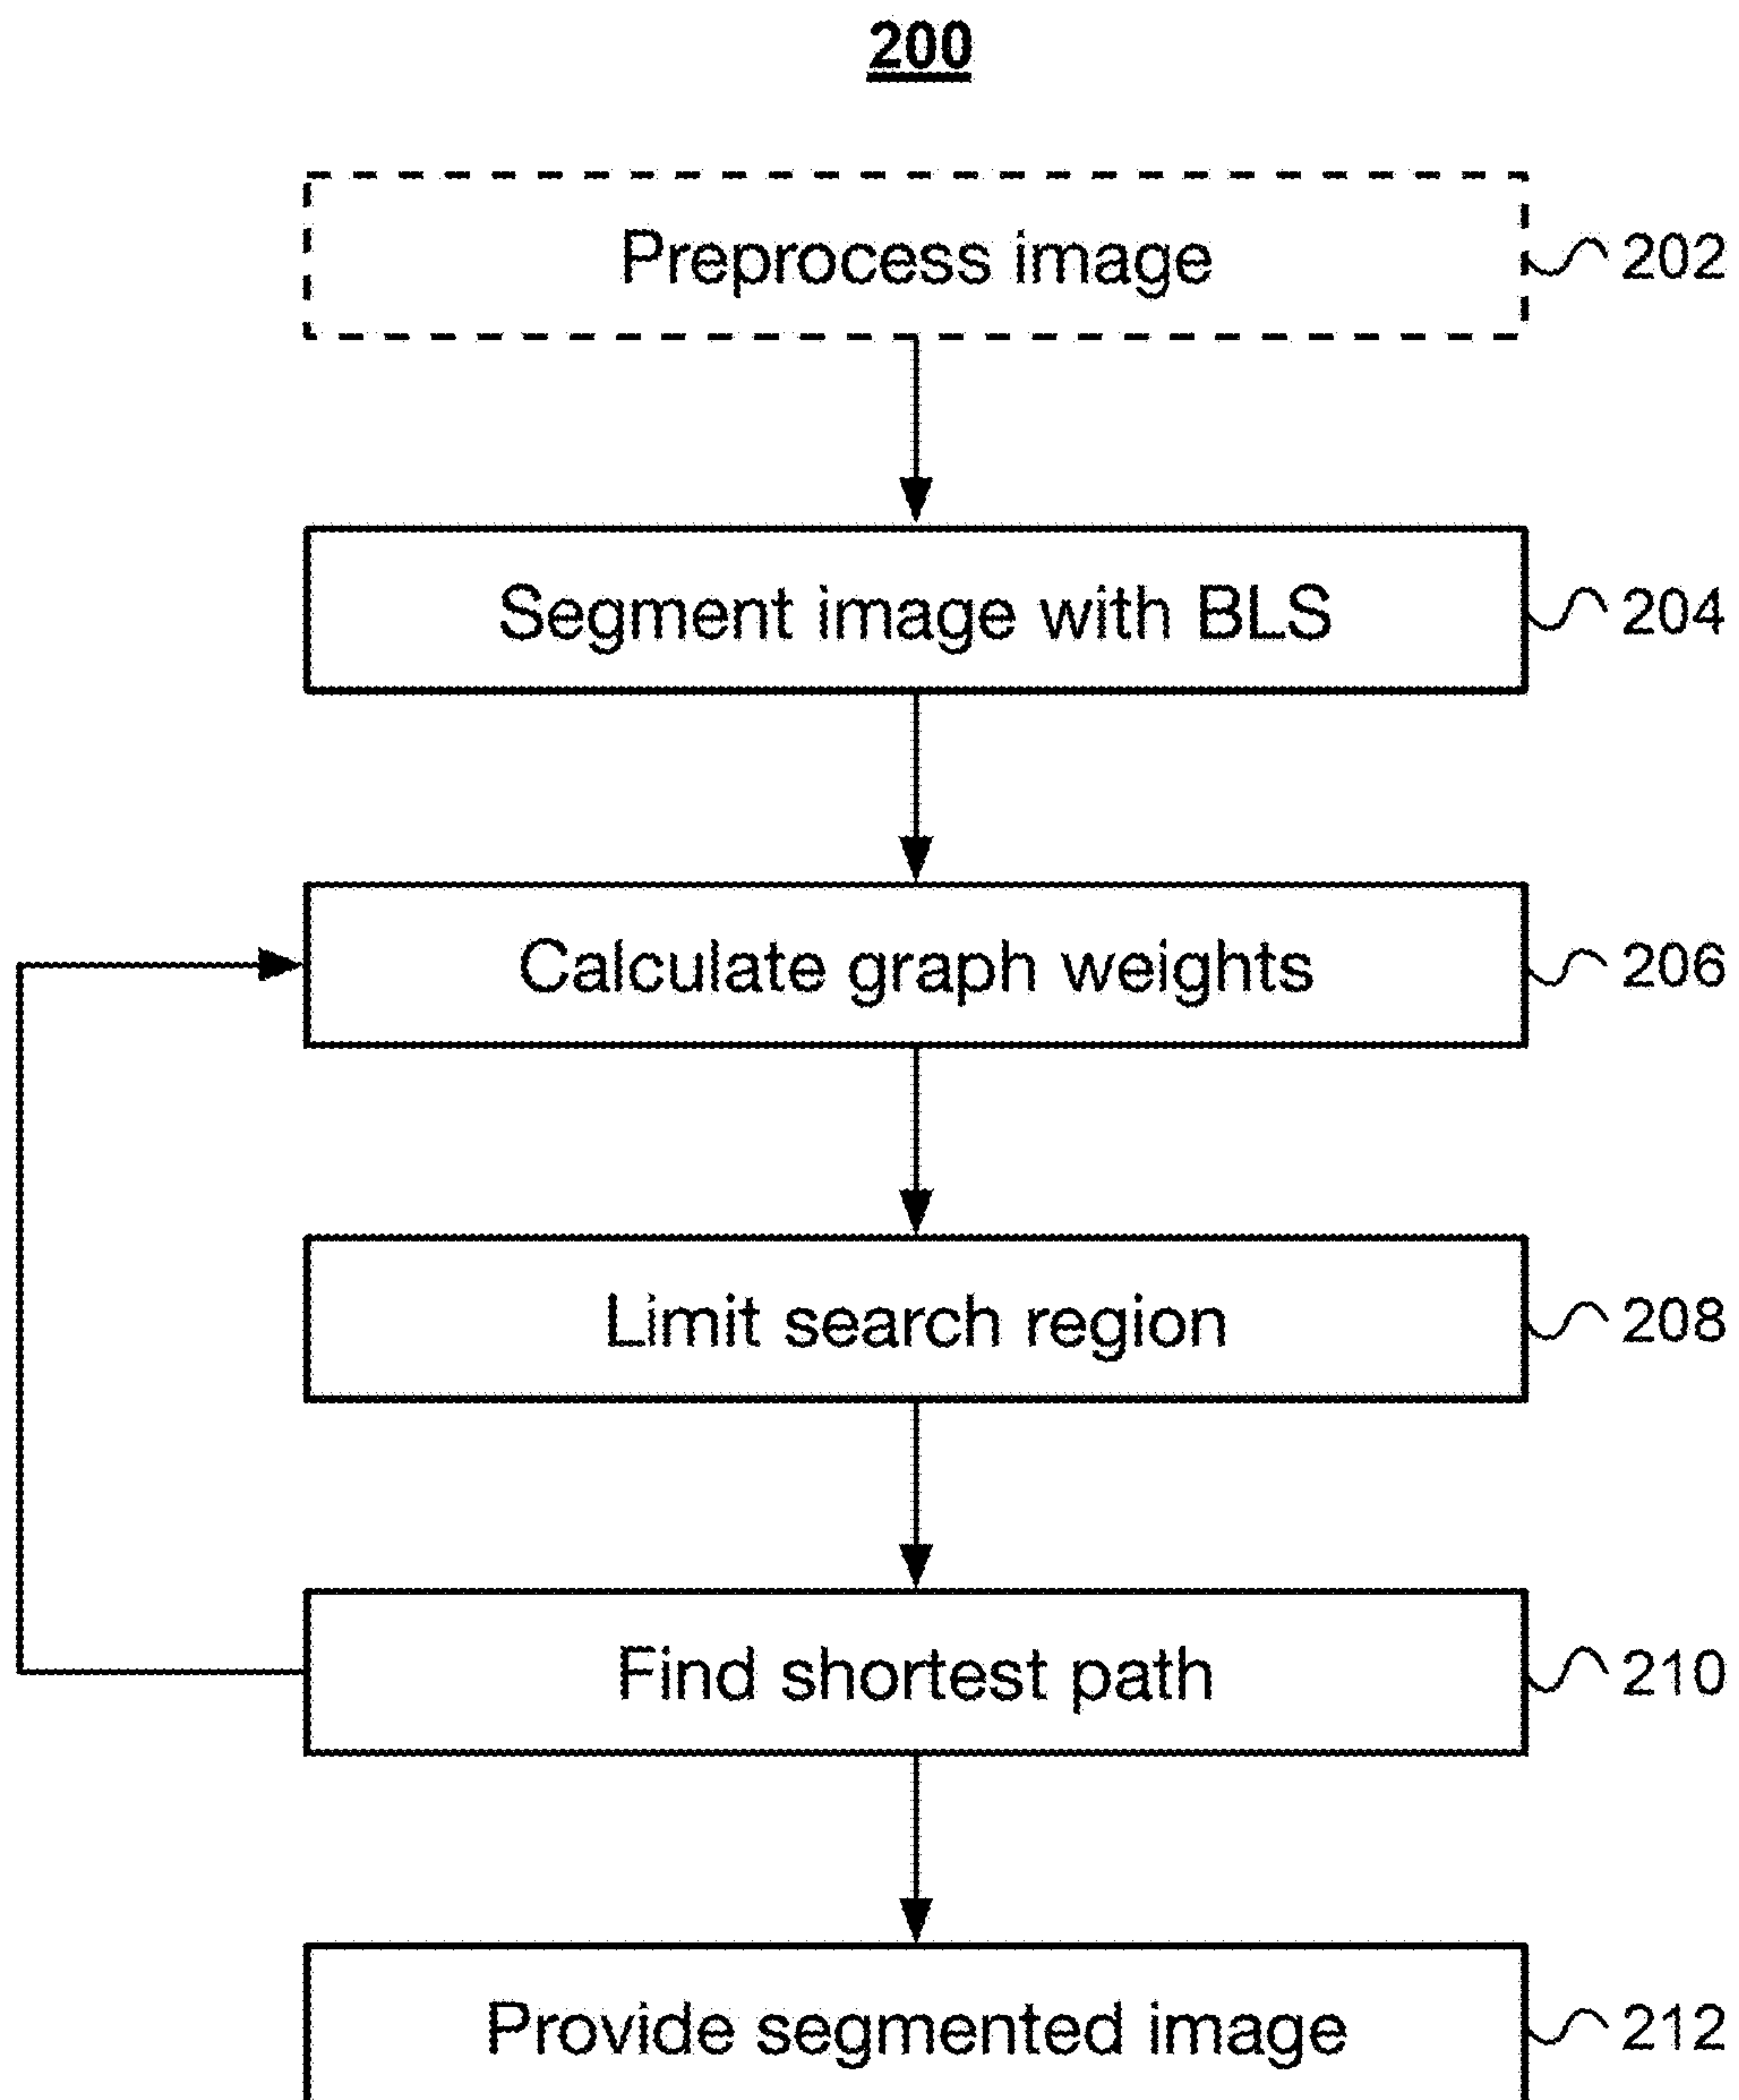 200
Preprocess image 202
Segment image with BLS 204
Calculate graph weights 206
Limit search region 208
Find shortest path 210
Provide segmented image 212